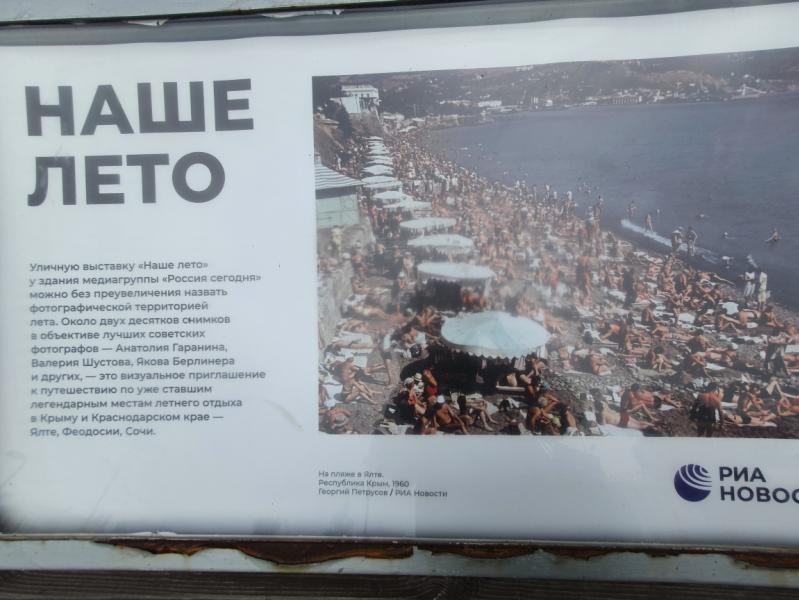 НАШЕ
ЛЕТО
Уличную выставку «Наше лето»
у здания медиагруппы «Россия сегодня»
можно без преувеличения назвать
фотографической территорией
лета. Около двух десятков снимков
в объективе лучших советских
фотографов — Анатолия Гаранина,
Валерия Шустова, Якова Берлинера
и других, — это визуальное приглашение
к путешествию по уже ставшим
легендарным местам летнего отдыха
в Крыму и Краснодарском крае —
Ялте, Феодосии, Сочи.
На пляже в Ялте.
Республика Крым, 1960
Георгий Петрусов / РИА Новости
РИА
НОВОС